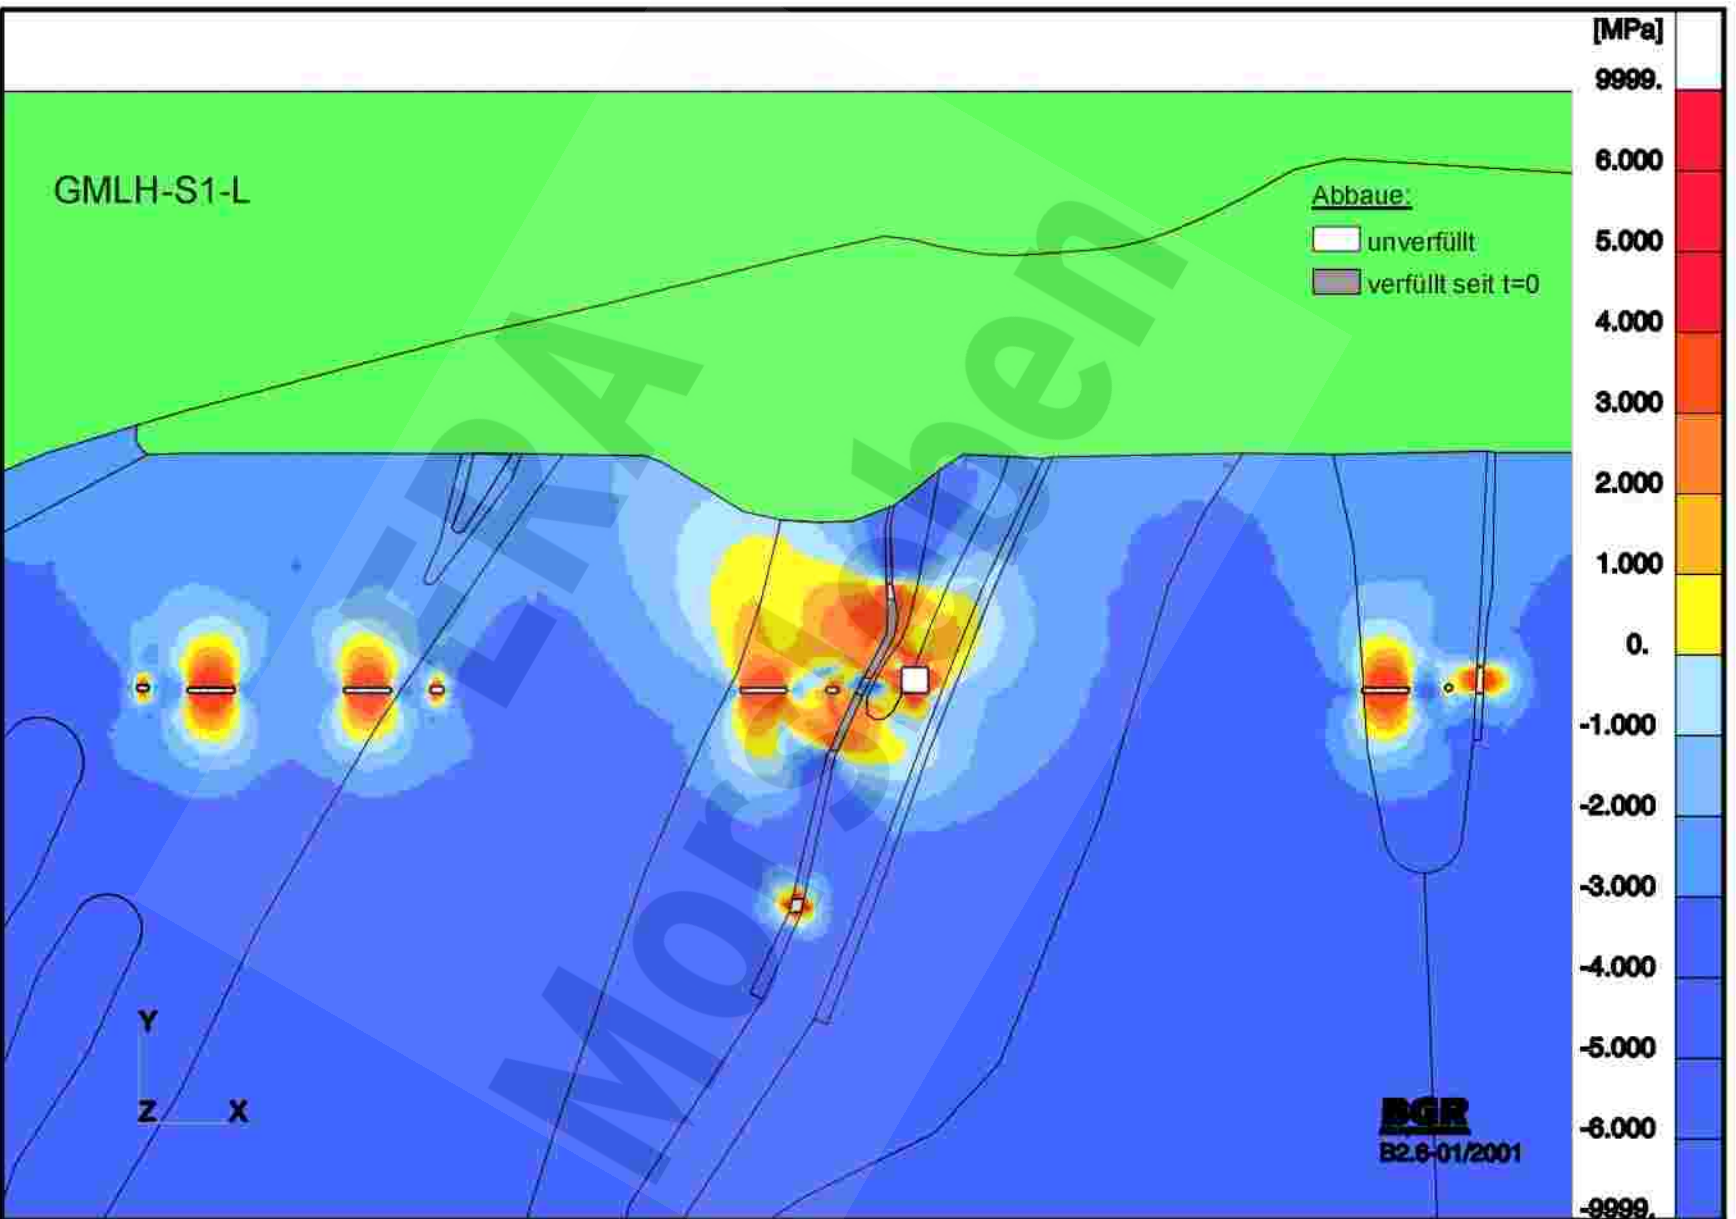 [MPa]
9999.
6.000
5.000
4.000
3.000
2.000
1.000
0.
-1.000
-2.000
-3.000
-4.000
-5.000
-6.000
-9999.
GMLH-S1-L
Abbaue:
unverfüllt
verfüllt seit t=0
ERA
Morsleben
Y
Z X
BGR
B2.6-01/2001